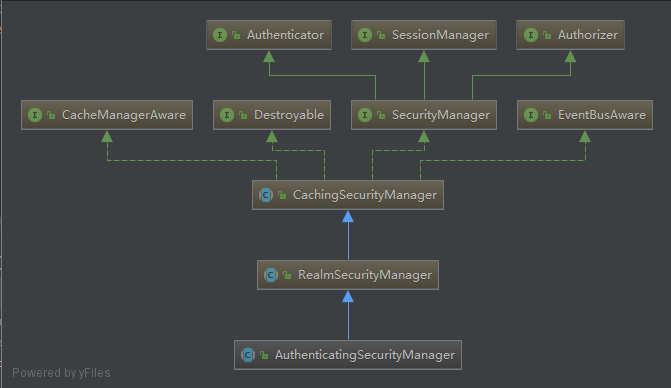 Authenticator
SessionManager
Authorizer
CacheManagerAware
Destroyable
SecurityManager
EventBusAware
CachingSecurityManager
RealmSecurityManager
AuthenticatingSecurityManager
Powered by yFiles